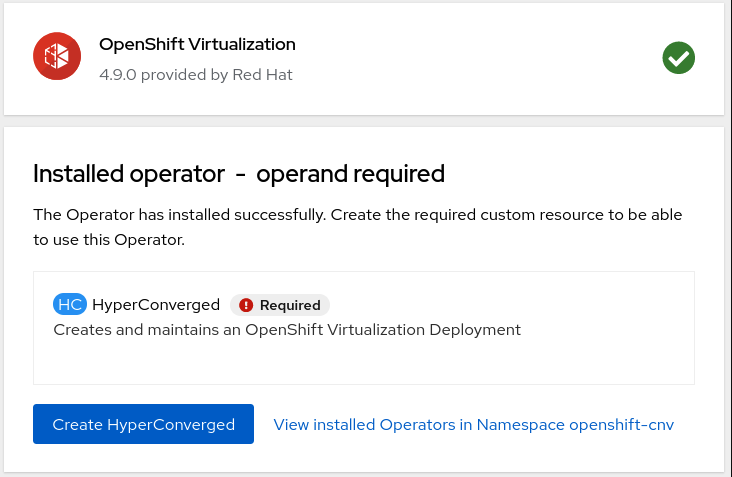 OpenShift Virtualization
4.9.0 provided by Red Hat
Installed operator - operand required
The Operator has installed successfully. Create the required custom resource to be able
to use this Operator.
HC HyperConverged Required
Creates and maintains an OpenShift Virtualization Deployment
Create HyperConverged View installed Operators in Namespace openshift-cnv